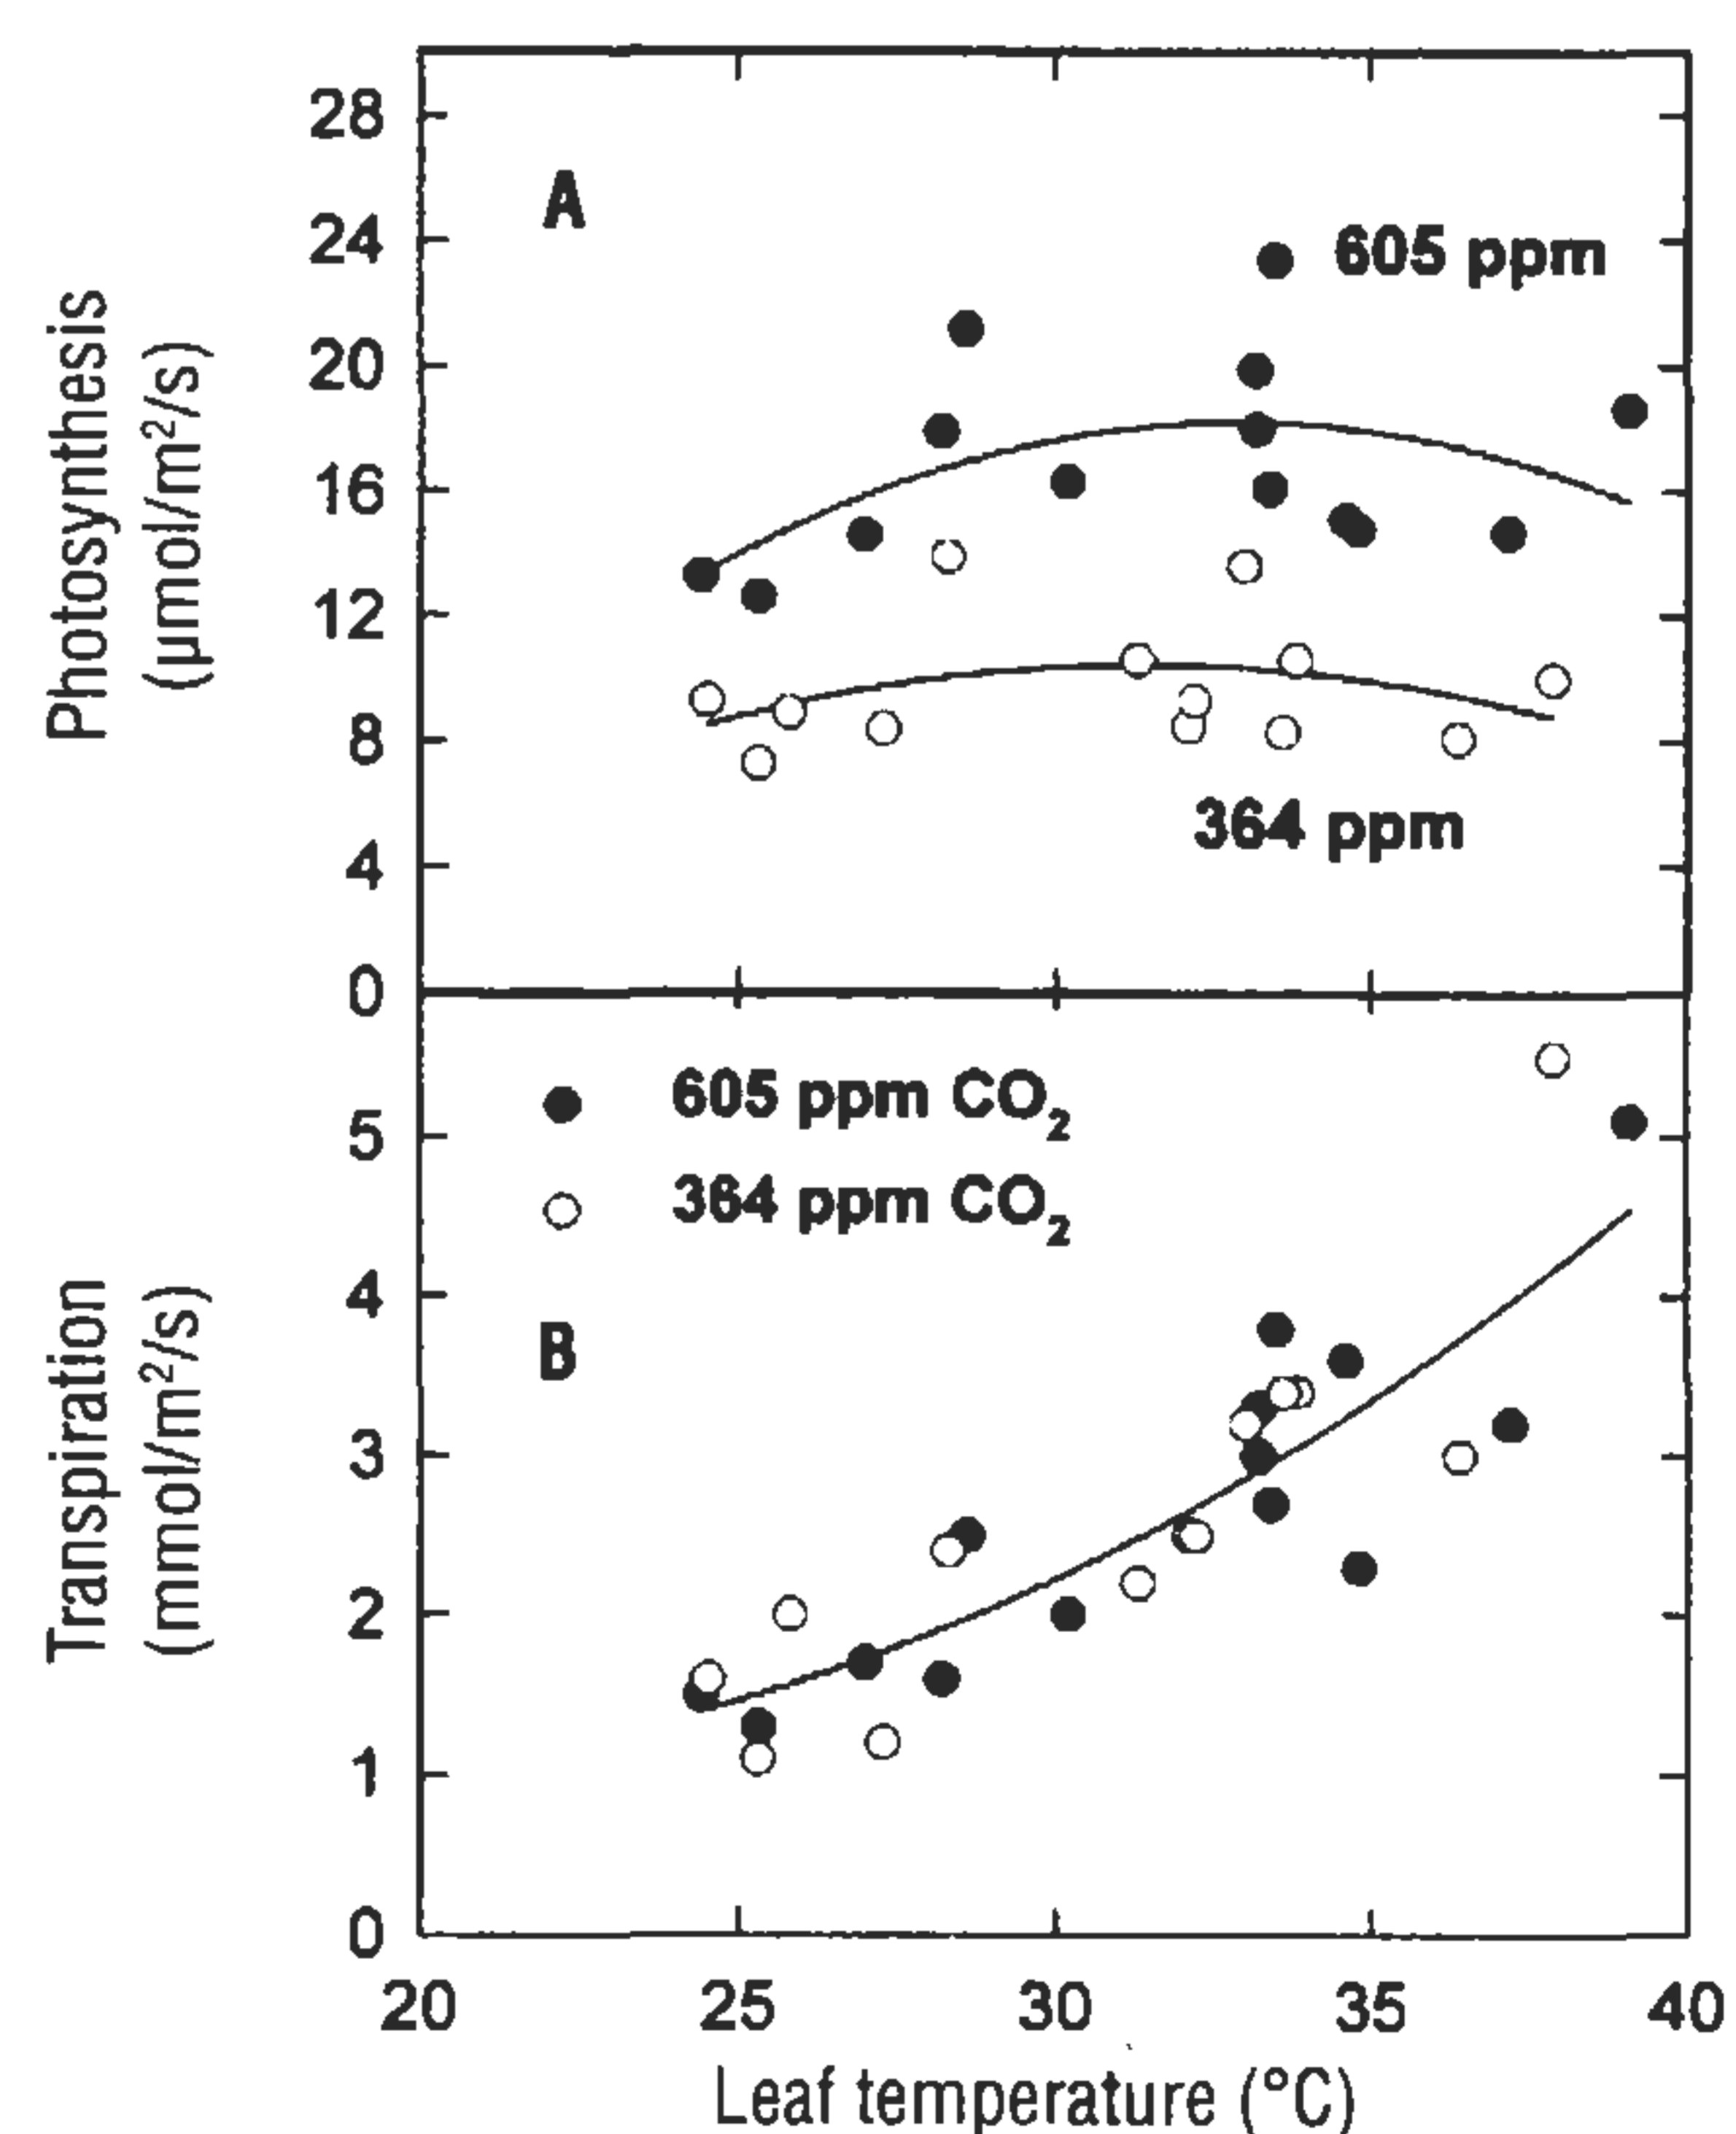 28
A
24
605 ppm
20
16
12
8
364 ppm
4
0
Photosynthesis
(µmol/m²/s)
605 ppm CO₂
5
364 ppm CO₂
4
B
3
2
1
0
Transpiration
(mmol/m²/s)
20 25 30 35 40
Leaf temperature (°C)